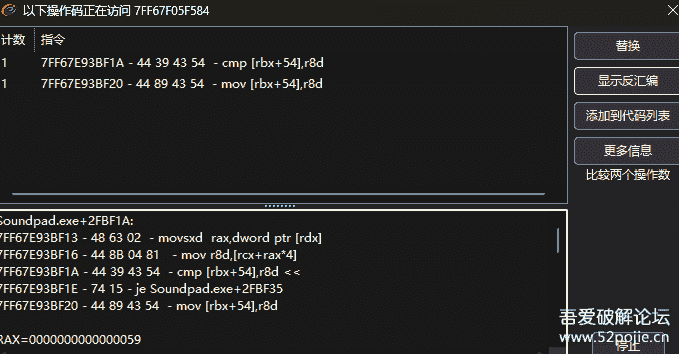 以下操作码正在访问 7FF67F05F584
计数 指令
1 7FF67E93BF1A - 44 39 43 54 - cmp [rbx+54],r8d
1 7FF67E93BF20 - 44 89 43 54 - mov [rbx+54],r8d
替换
显示反汇编
添加到代码列表
更多信息
比较两个操作数
Soundpad.exe+2FBF1A:
7FF67E93BF13 - 48 63 02 - movsxd rax,dword ptr [rdx]
7FF67E93BF16 - 44 8B 04 81 - mov r8d,[rcx+rax*4]
7FF67E93BF1A - 44 39 43 54 - cmp [rbx+54],r8d <<
7FF67E93BF1E - 74 15 - je Soundpad.exe+2FBF35
7FF67E93BF20 - 44 89 43 54 - mov [rbx+54],r8d
RAX=0000000000000059
吾爱破解论坛
www.52pojie.cn
停止